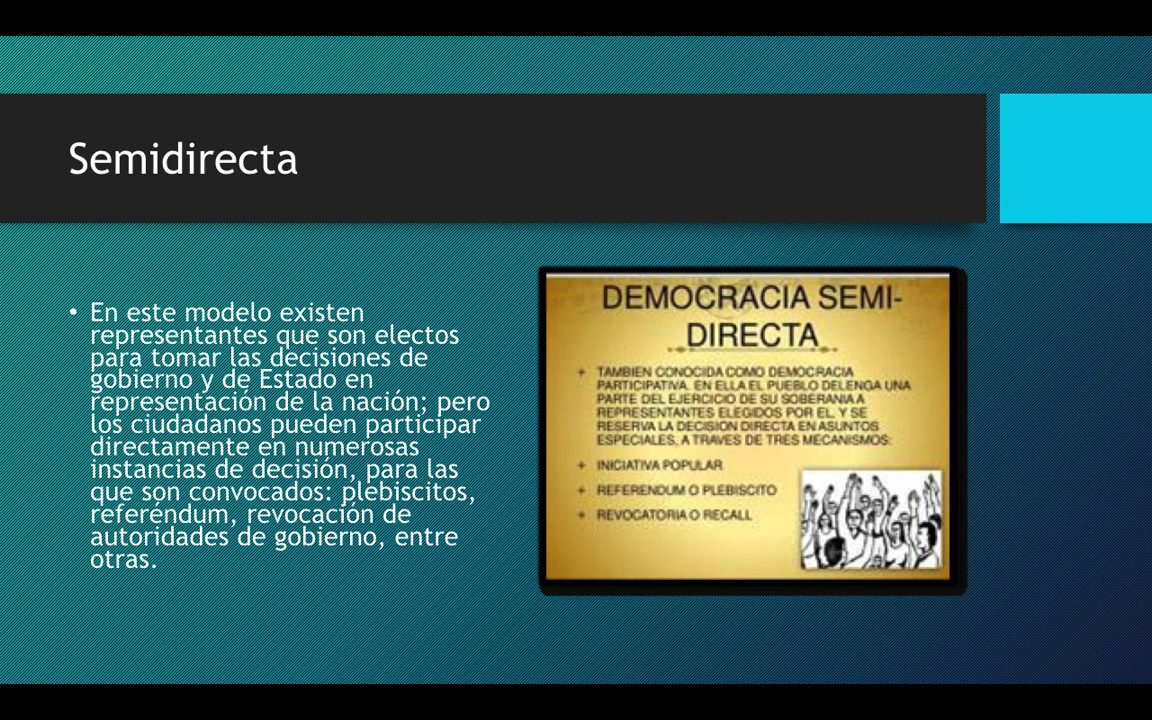 Semidirecta
• En este modelo existen
representantes que son electos
para tomar las decisiones de
gobierno y de Estado en
representación de la nación; pero
los ciudadanos pueden participar
directamente en numerosas
instancias de decisión, para las
que son convocados: plebiscitos,
referéndum, revocación de
autoridades de gobierno, entre
otras.
DEMOCRACIA SEMI-
DIRECTA
+ TAMBIEN CONOCIDA COMO DEMOCRACIA
PARTICIPATIVA. EN ELLA EL PUEBLO DELENGA UNA
PARTE DEL EJERCICIO DE SU SOBERANIA A
REPRESENTANTES ELEGIDOS POR EL, Y SE
RESERVA LA DECISION DIRECTA EN ASUNTOS
ESPECIALES, A TRAVES DE TRES MECANISMOS:
+ INICIATIVA POPULAR
+ REFERENDUM O PLEBISCITO
+ REVOCATORIA O RECALL